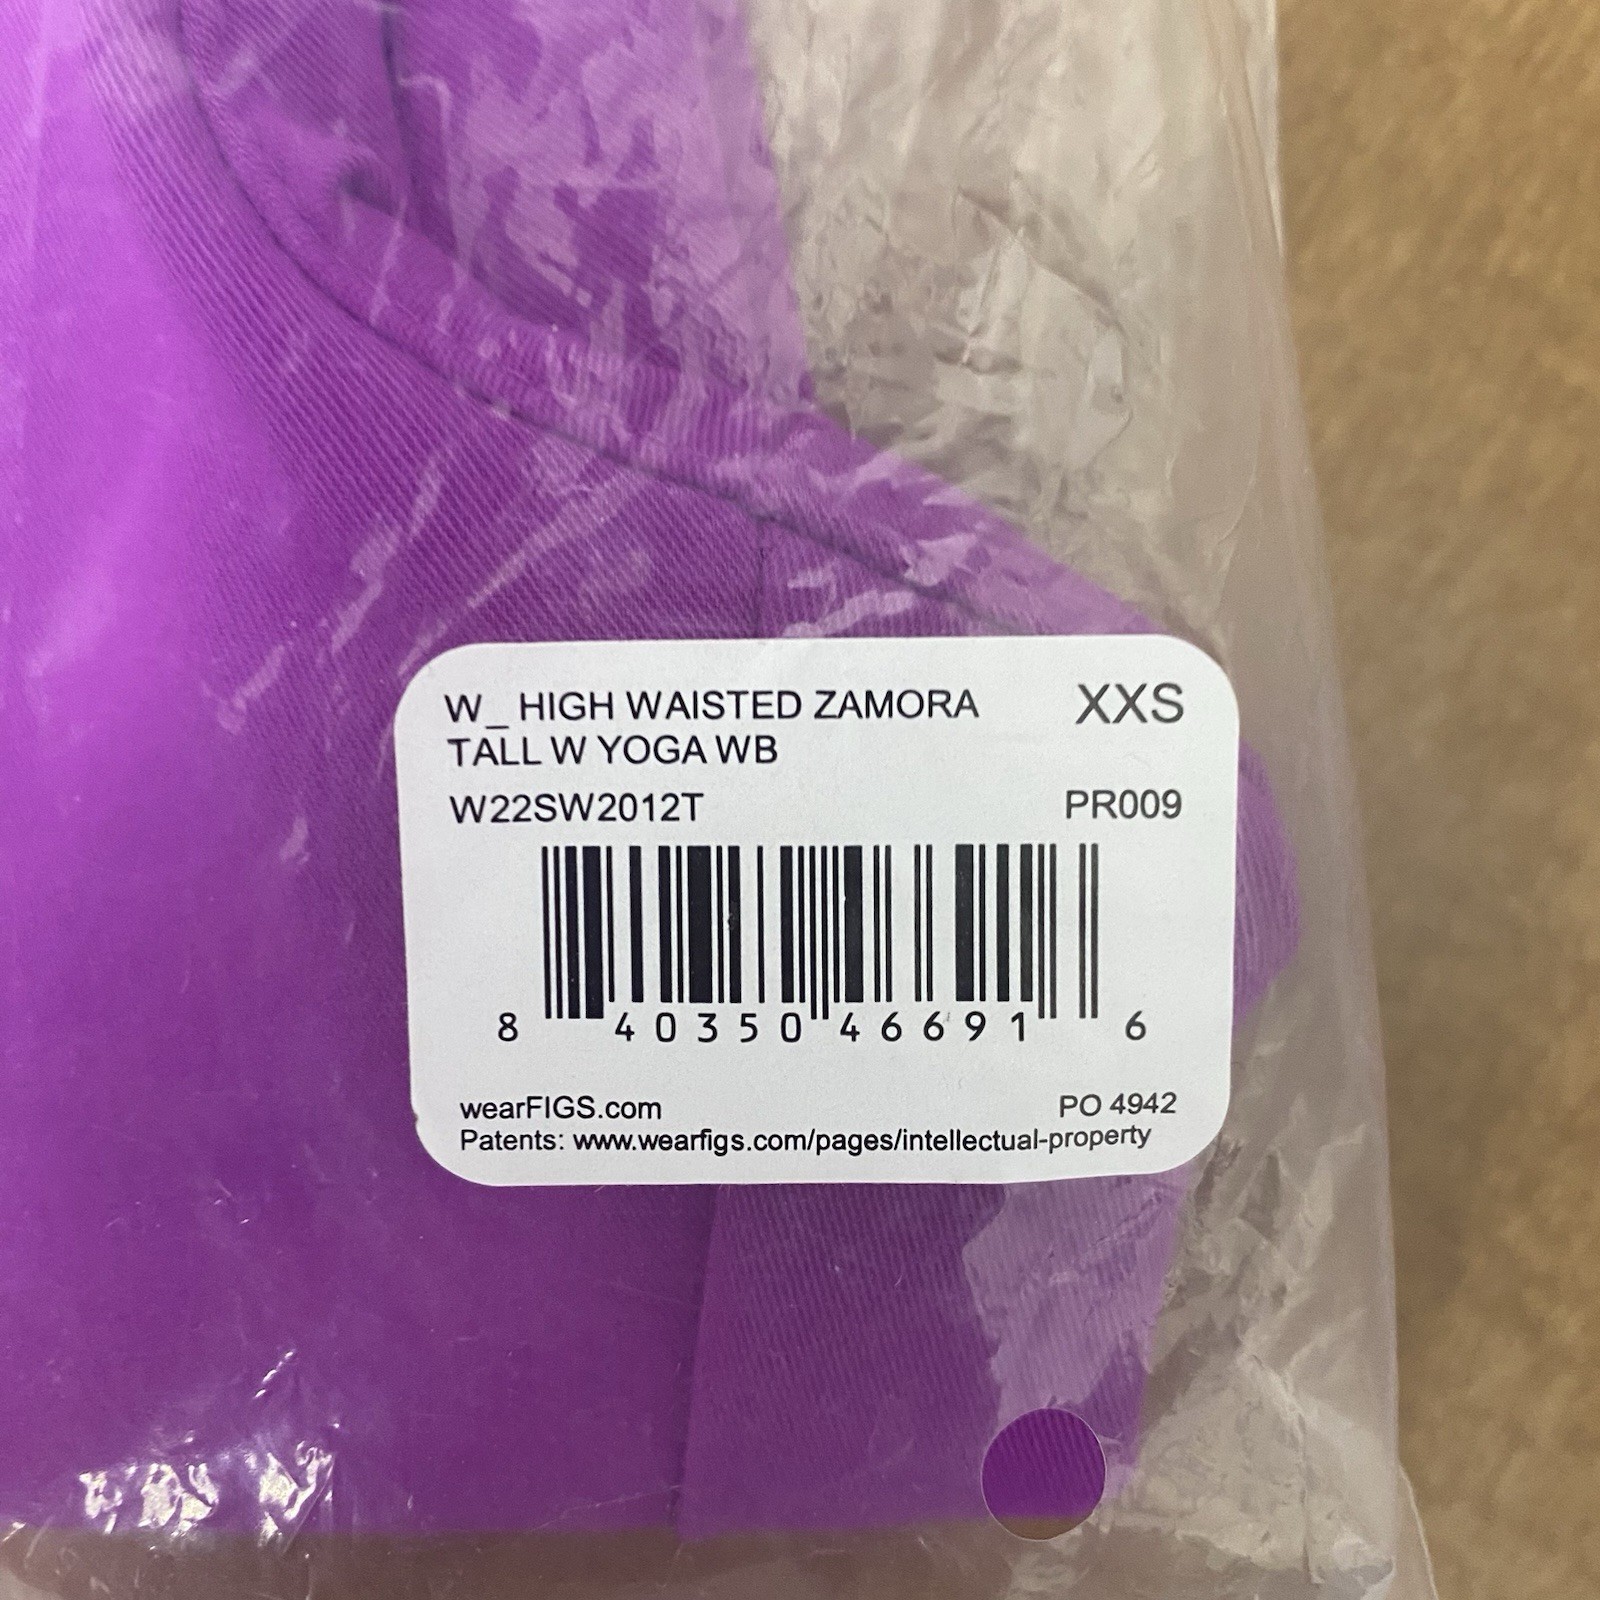 W_ HIGH WAISTED ZAMORA XXS
TALL W YOGA WB
W22SW2012T PR009
8 40350 46691 6
wearFIGS.com PO 4942
Patents: www.wearfigs.com/pages/intellectual-property